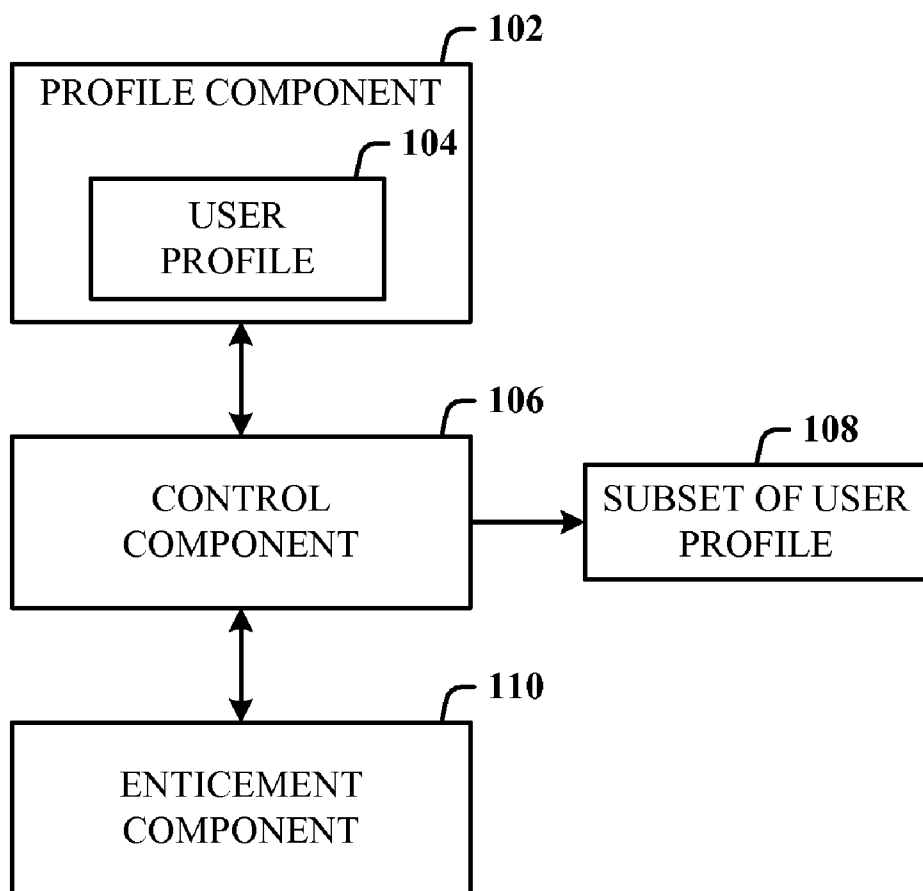 102
PROFILE COMPONENT
104
USER
PROFILE
106
CONTROL
COMPONENT
108
SUBSET OF USER
PROFILE
110
ENTICEMENT
COMPONENT